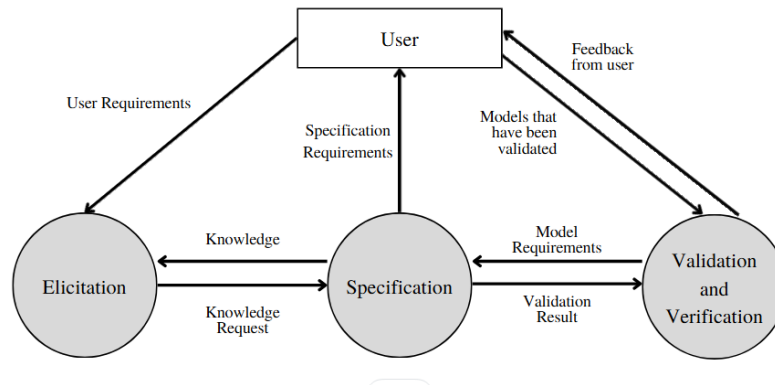 User
Feedback
from user
User Requirements
Specification
Requirements
Models that
have been
validated
Knowledge
Model
Requirements
Elicitation
Specification
Validation
and
Verification
Knowledge
Request
Validation
Result